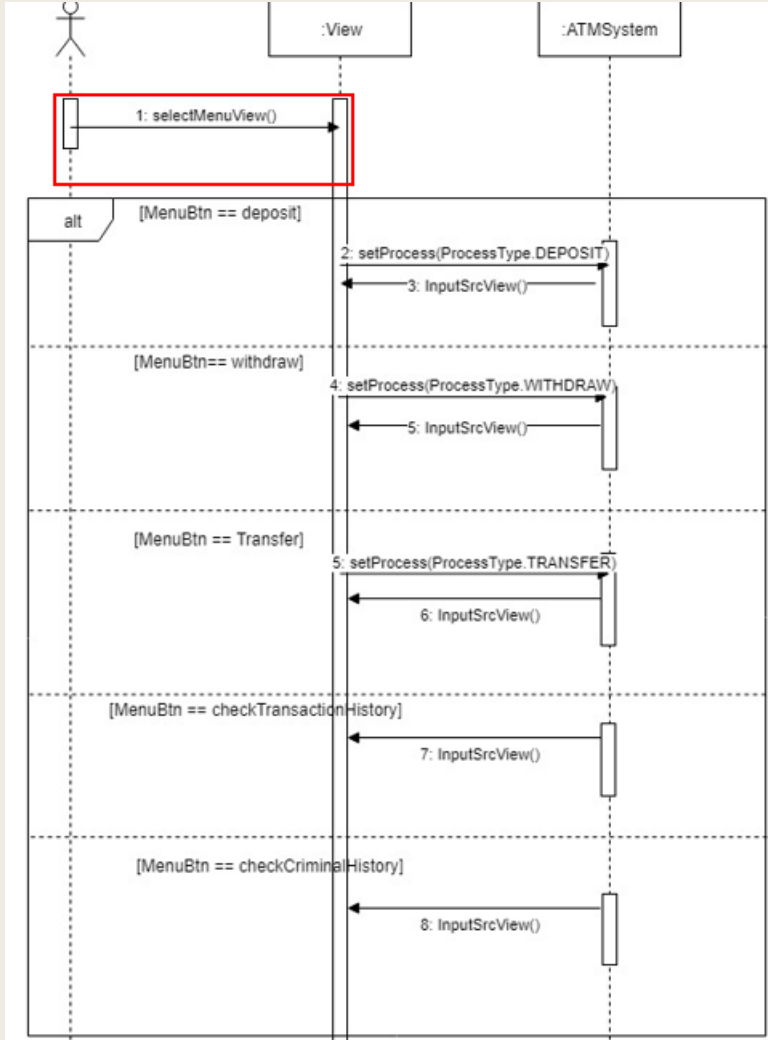 :View
:ATMSystem
1: selectMenuView()
alt
[MenuBtn == deposit]
2: setProcess(ProcessType.DEPOSIT)
3: InputSrcView()
[MenuBtn== withdraw]
4: setProcess(ProcessType.WITHDRAW)
5: InputSrcView()
[MenuBtn == Transfer]
5: setProcess(ProcessType.TRANSFER)
6: InputSrcView()
[MenuBtn == checkTransactionHistory]
7: InputSrcView()
[MenuBtn == checkCriminalHistory]
8: InputSrcView()